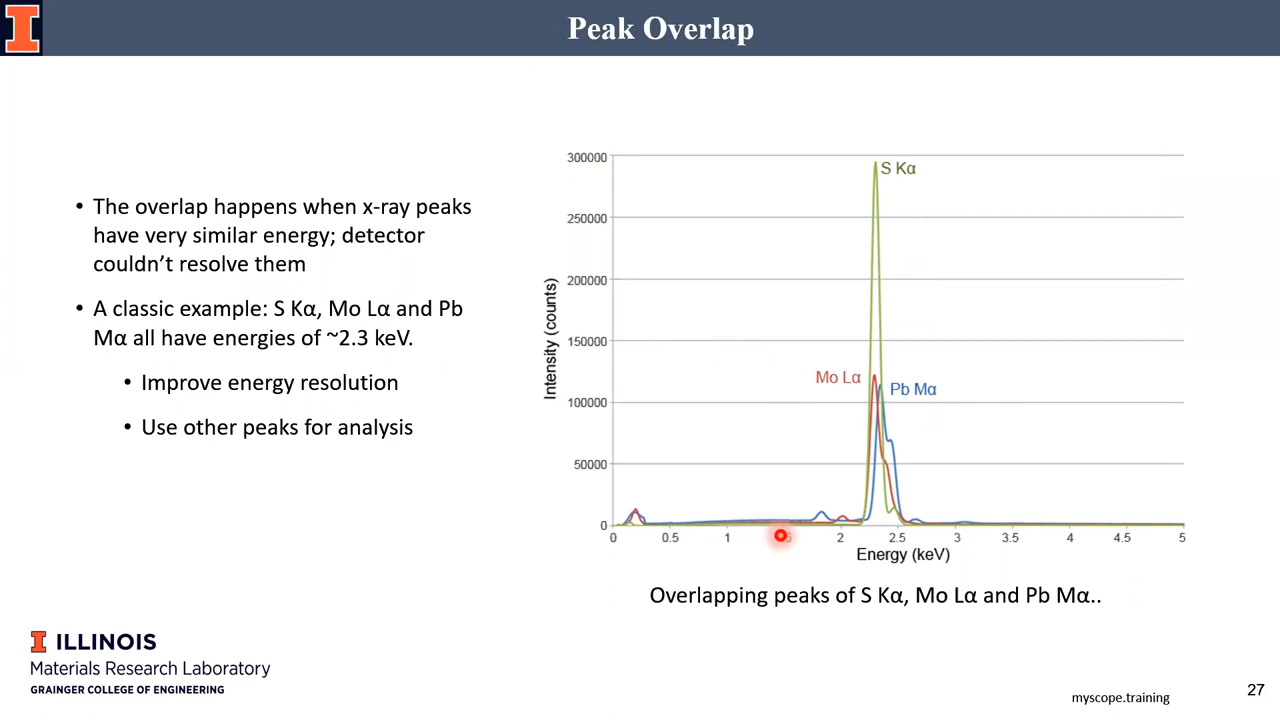 Peak Overlap
• The overlap happens when x-ray peaks
have very similar energy; detector
couldn't resolve them
• A classic example: S Kα, Mo Lα and Pb
Mα all have energies of ~2.3 keV.
• Improve energy resolution
• Use other peaks for analysis
Intensity (counts)
300000
250000
200000
150000
100000
50000
0
S Kα
Mo Lα
Pb Mα
0 0.5 1 2 2.5 3 3.5 4 4.5 5
Energy (keV)
Overlapping peaks of S Kα, Mo Lα and Pb Mα..
I ILLINOIS
Materials Research Laboratory
GRAINGER COLLEGE OF ENGINEERING
myscope.training
27